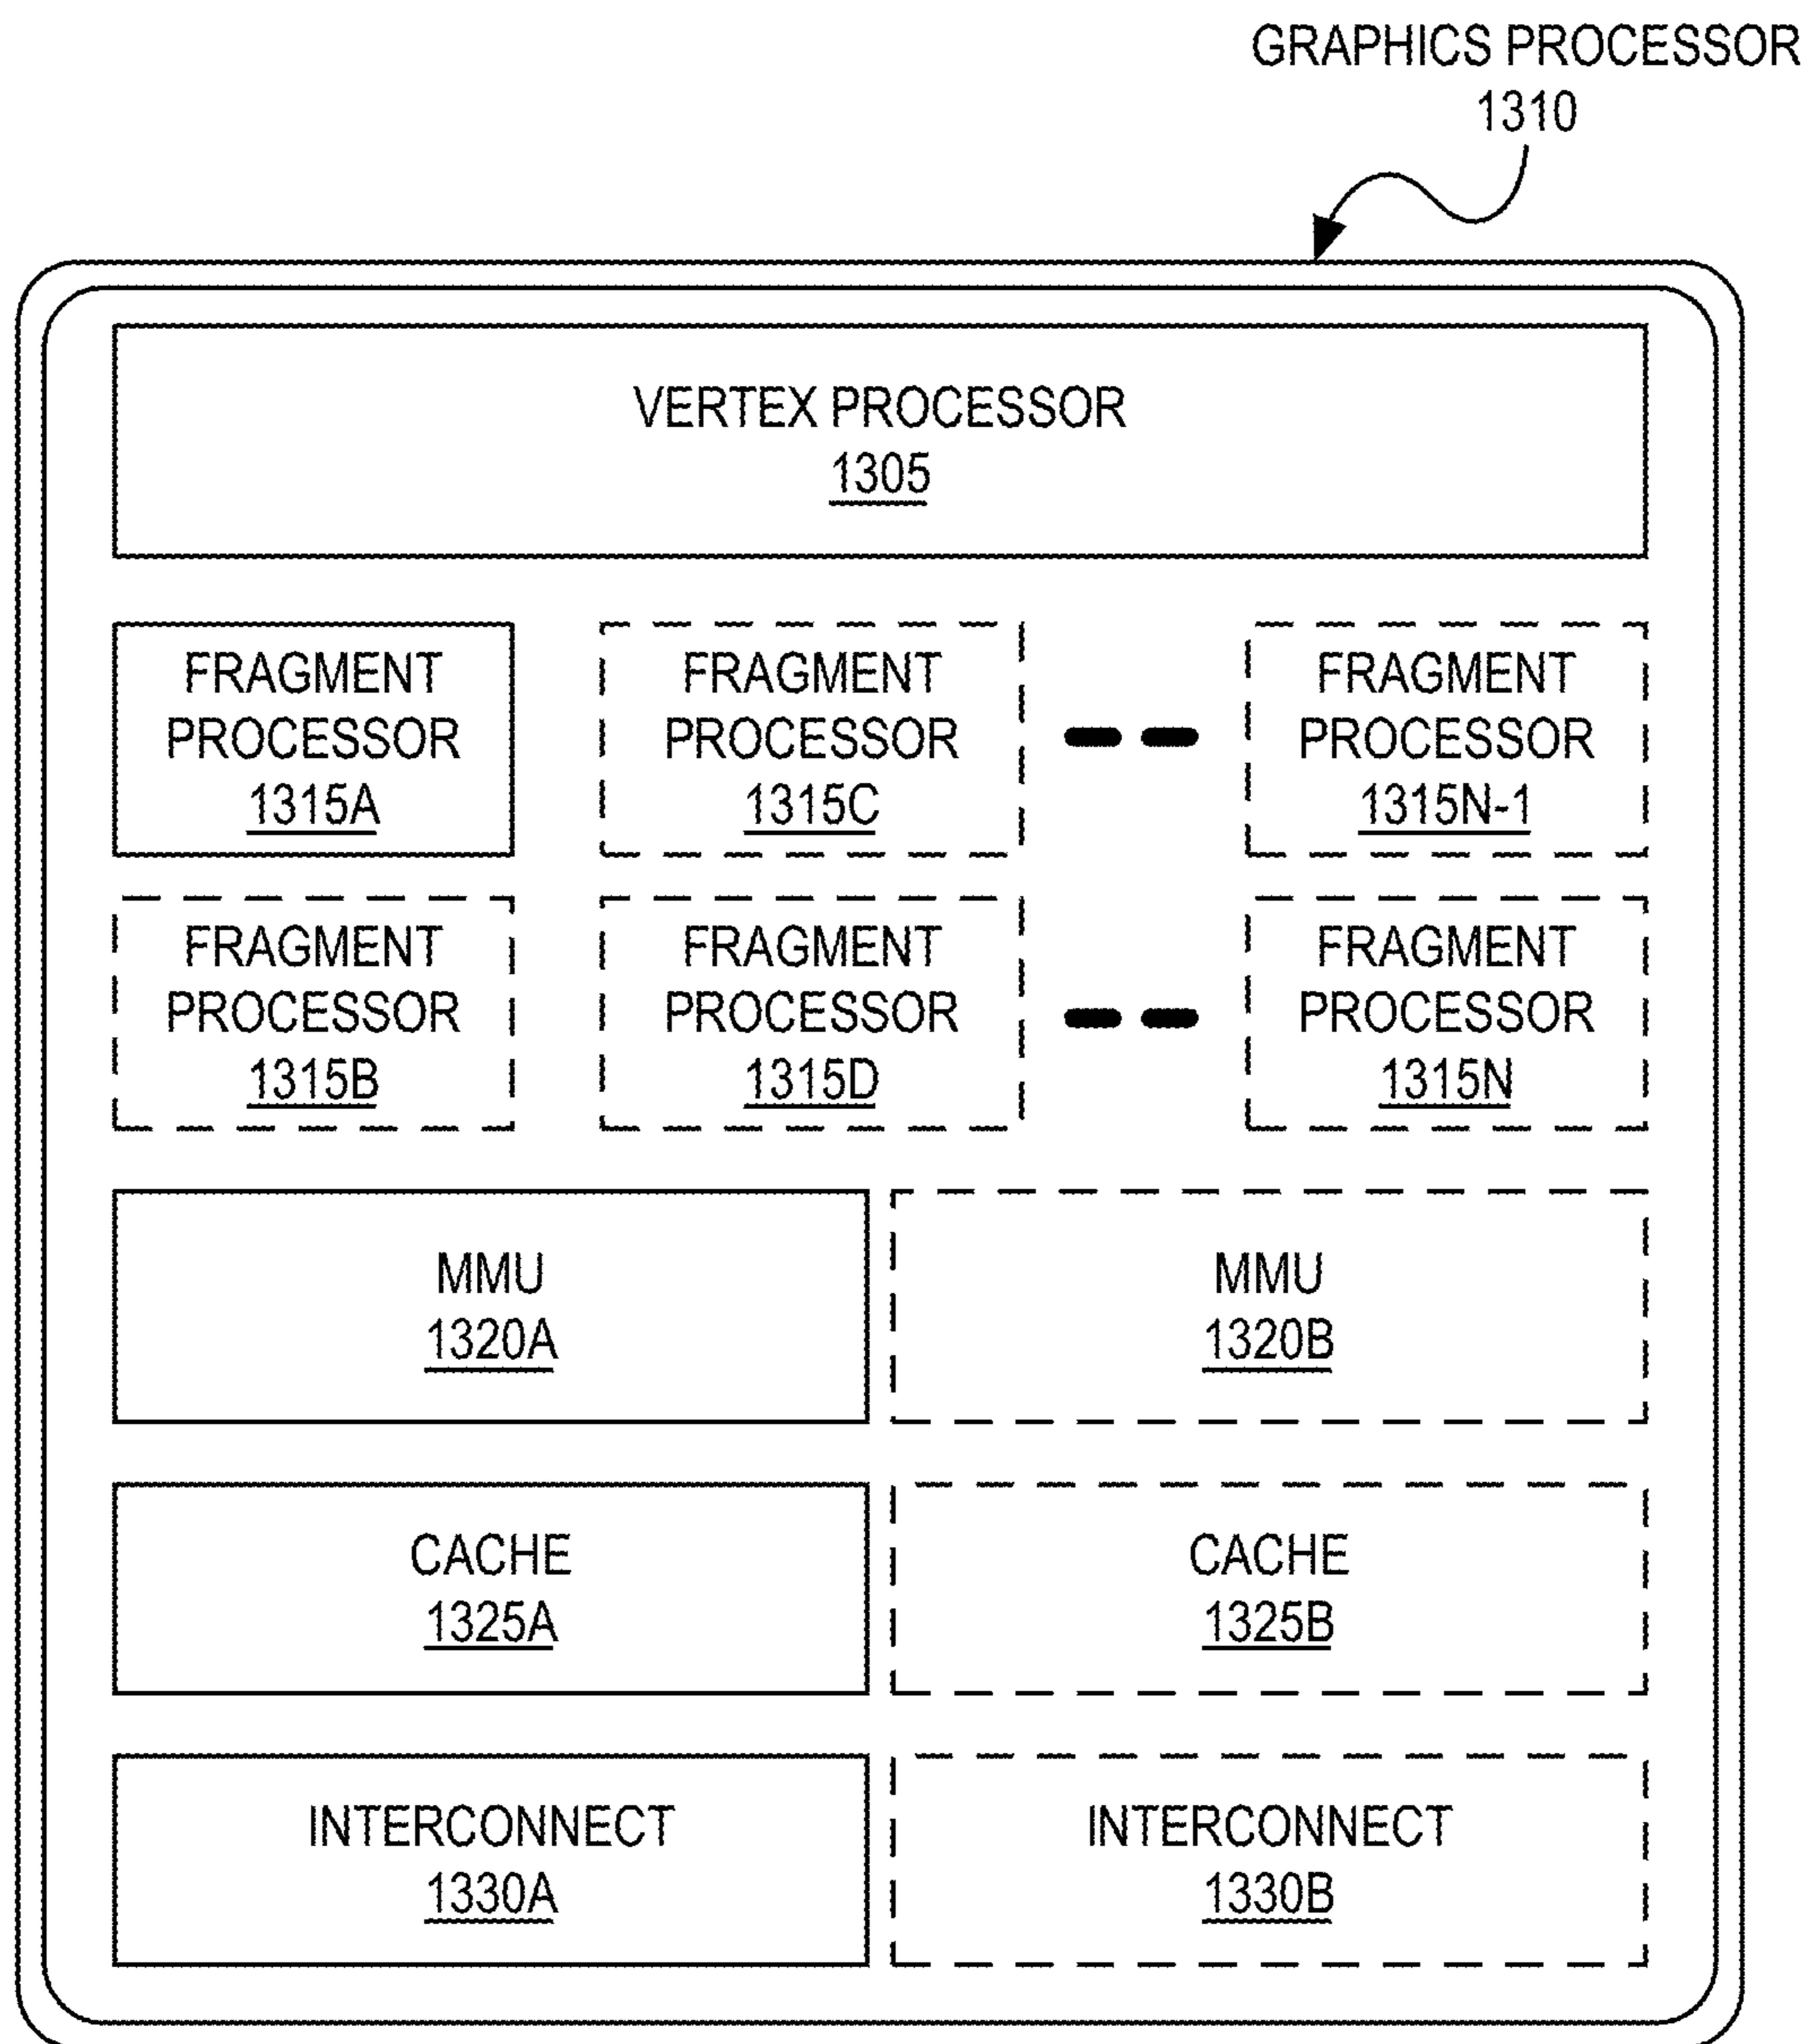 GRAPHICS PROCESSOR
1310
VERTEX PROCESSOR
1305
FRAGMENT
PROCESSOR
1315A
FRAGMENT
PROCESSOR
1315C
FRAGMENT
PROCESSOR
1315N-1
FRAGMENT
PROCESSOR
1315B
FRAGMENT
PROCESSOR
1315D
FRAGMENT
PROCESSOR
1315N
MMU
1320A
MMU
1320B
CACHE
1325A
CACHE
1325B
INTERCONNECT
1330A
INTERCONNECT
1330B